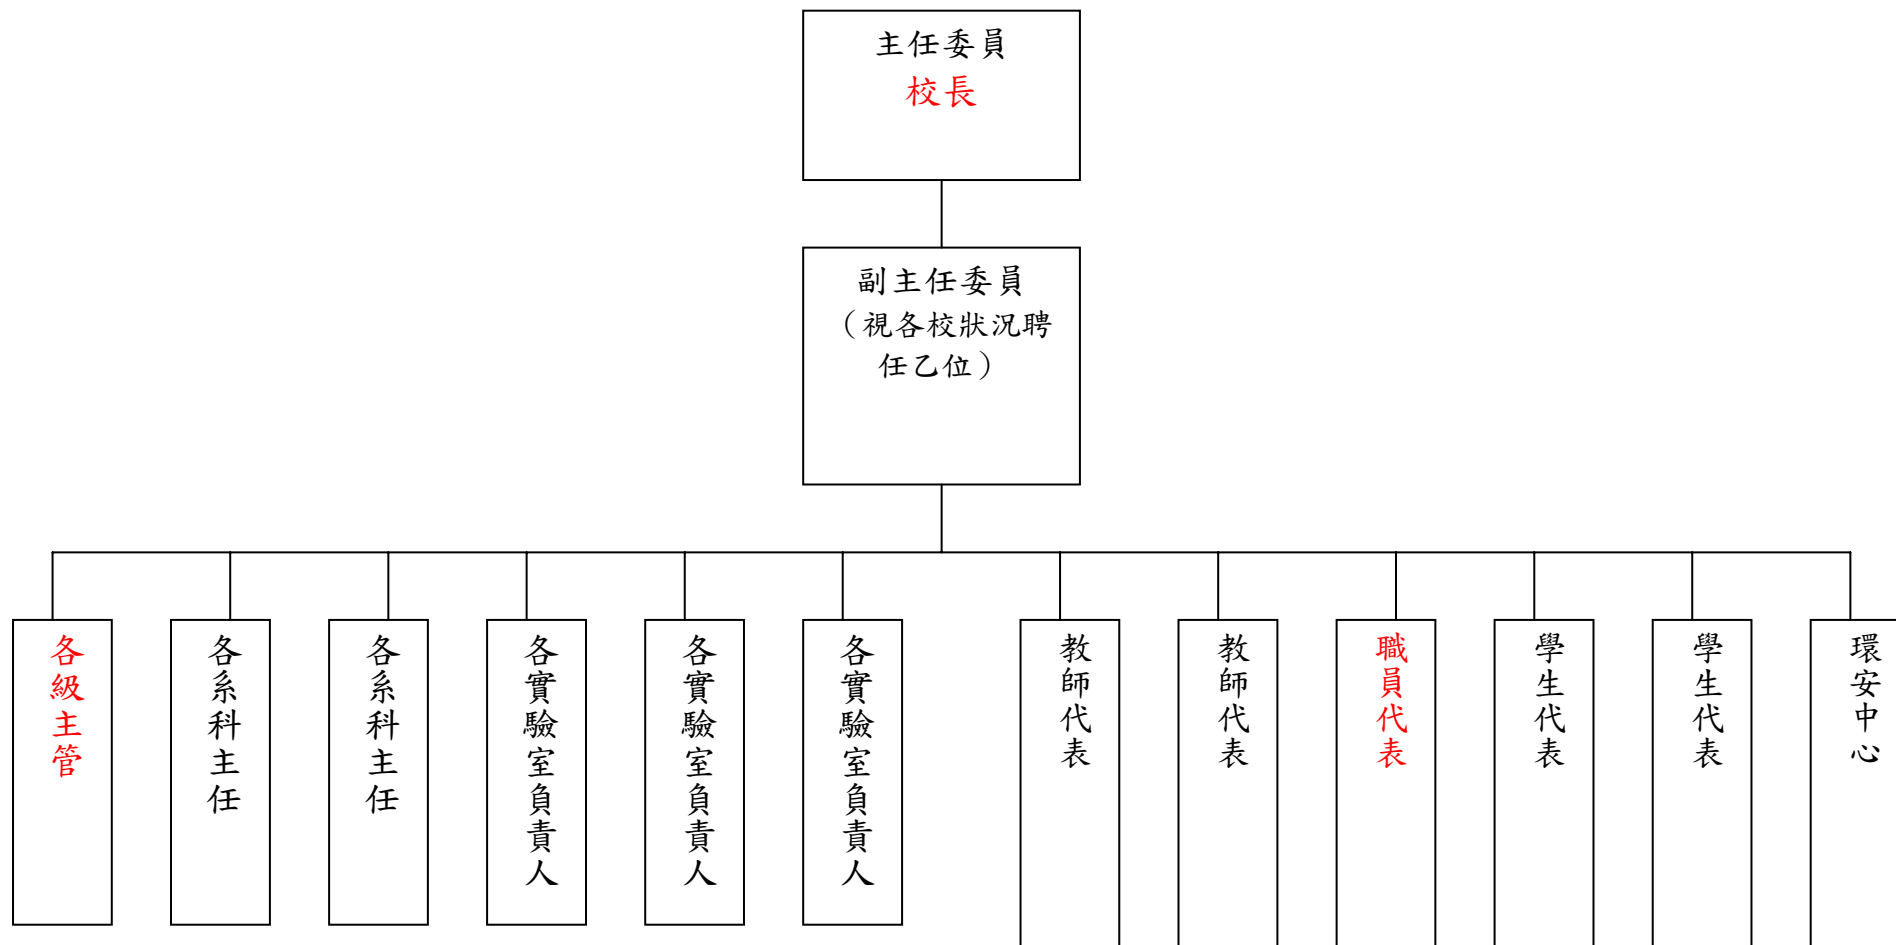 主任委員
校長
副主任委員
（視各校狀況聘
任乙位）
各級主管
各系科主任
各系科主任
各實驗室負責人
各實驗室負責人
各實驗室負責人
教師代表
教師代表
職員代表
學生代表
學生代表
環安中心